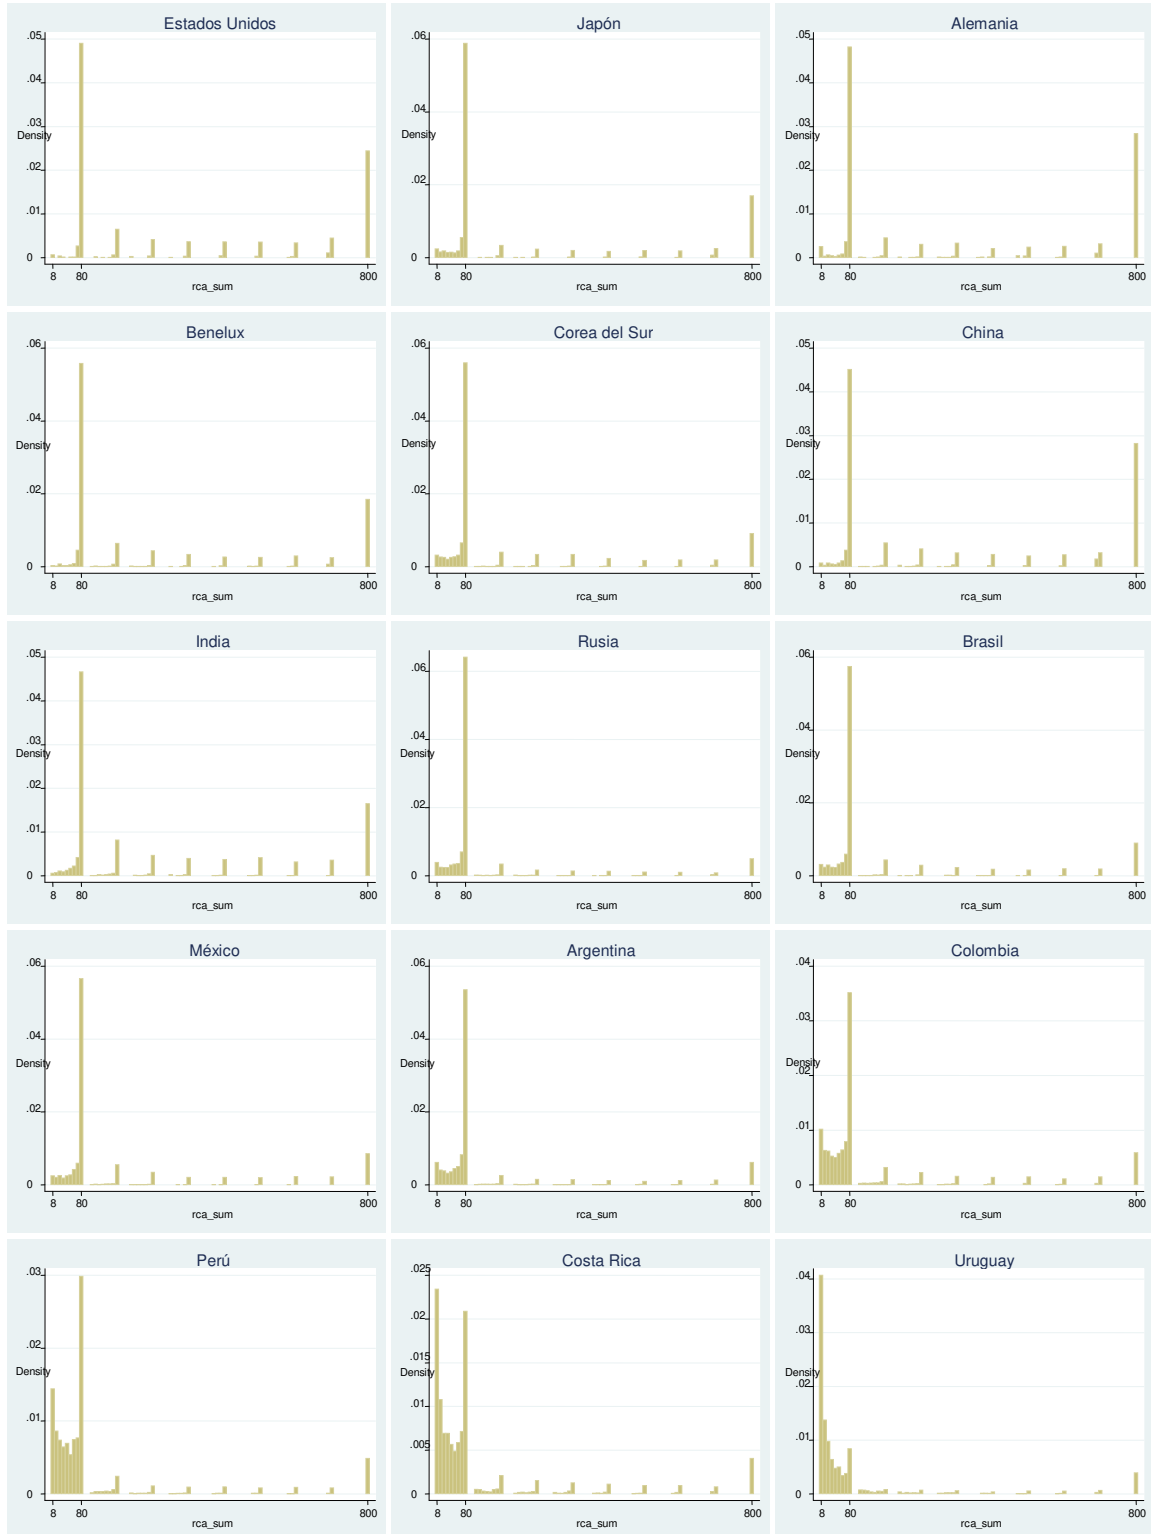 Estados Unidos
.05
.04
.03
Density
.02
.01
0
8 80 800
rca_sum
Japón
.06
.04
Density
.02
0
8 80 800
rca_sum
Alemania
.05
.04
.03
Density
.02
.01
0
8 80 800
rca_sum
Benelux
.06
.04
Density
.02
0
8 80 800
rca_sum
Corea del Sur
.06
.04
Density
.02
0
8 80 800
rca_sum
China
.05
.04
.03
Density
.02
.01
0
8 80 800
rca_sum
India
.05
.04
.03
Density
.02
.01
0
8 80 800
rca_sum
Rusia
.06
.04
Density
.02
0
8 80 800
rca_sum
Brasil
.06
.04
Density
.02
0
8 80 800
rca_sum
México
.06
.04
Density
.02
0
8 80 800
rca_sum
Argentina
.06
.04
Density
.02
0
8 80 800
rca_sum
Colombia
.04
.03
Density
.02
.01
0
8 80 800
rca_sum
Perú
.03
.02
Density
.01
0
8 80 800
rca_sum
Costa Rica
.025
.02
.015
Density
.01
.005
0
8 80 800
rca_sum
Uruguay
.04
.03
Density
.02
.01
0
8 80 800
rca_sum